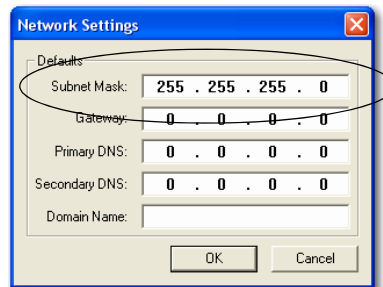 Network Settings
Defaults
Subnet Mask: 255 . 255 . 255 . 0
Gateway: 0 . 0 . 0 . 0
Primary DNS: 0 . 0 . 0 . 0
Secondary DNS: 0 . 0 . 0 . 0
Domain Name:
OK Cancel